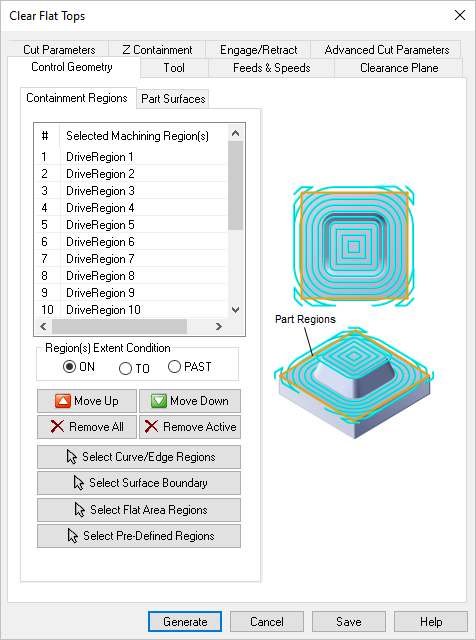 Clear Flat Tops
Cut Parameters Z Containment Engage/Retract Advanced Cut Parameters
Control Geometry Tool Feeds & Speeds Clearance Plane
Containment Regions Part Surfaces
# Selected Machining Region(s)
1 DriveRegion 1
2 DriveRegion 2
3 DriveRegion 3
4 DriveRegion 4
5 DriveRegion 5
6 DriveRegion 6
7 DriveRegion 7
8 DriveRegion 8
9 DriveRegion 9
10 DriveRegion 10
Part Regions
Region(s) Extent Condition
ON TO PAST
Move Up Move Down
Remove All Remove Active
Select Curve/Edge Regions
Select Surface Boundary
Select Flat Area Regions
Select Pre-Defined Regions
Generate Cancel Save Help